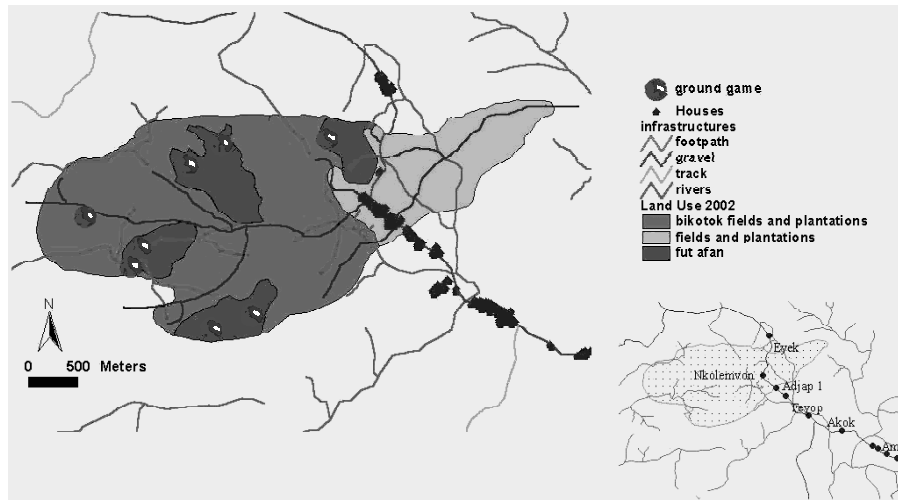 ground game
Houses
infrastructures
footpath
gravel
track
rivers
Land Use 2002
bikotok fields and plantations
fields and plantations
fut afan
N
0 500 Meters
Eyek
Nkolemvon
Adjap 1
Akok
Am